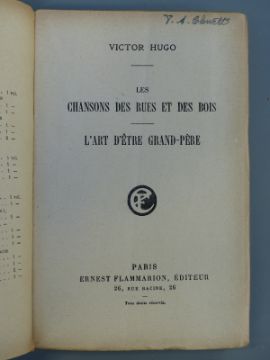 VICTOR HUGO
LES
CHANSONS DES RUES ET DES BOIS
L'ART D'ÊTRE GRAND-PÈRE
PARIS
ERNEST FLAMMARION, ÉDITEUR
26, RUE RACINE, 26
Tous droits réservés.